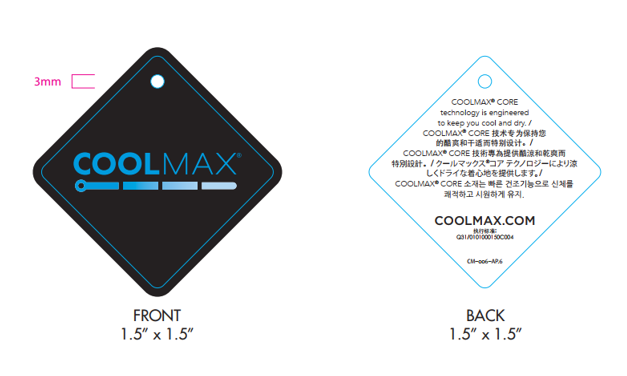 3mm
COOLMAX®
FRONT
1.5” x 1.5”
COOLMAX® CORE
technology is engineered
to keep you cool and dry. /
COOLMAX® CORE 技术专为保持您
的酷爽和干适而特别设计。 /
COOLMAX® CORE 技術專為提供酷涼和乾爽而
特別設計。 / クールマックス®コア テクノロジーにより涼
しくドライな着心地を提供します。/
COOLMAX® CORE 소재는 빠른 건조기능으로 신체를
쾌적하고 시원하게 유지.
COOLMAX.COM
执行标准:
Q31/0101000150C004
CM-006-AP.6
BACK
1.5” x 1.5”